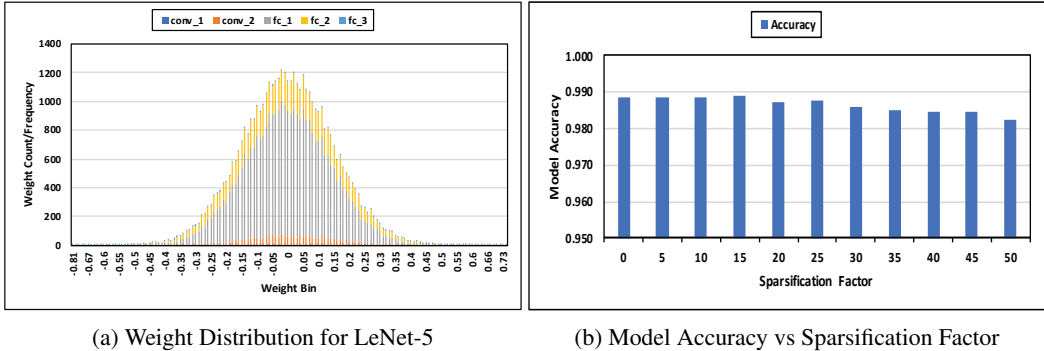 conv_1 conv_2 fc_1 fc_2 fc_3
1400
1200
1000
800
600
400
200
0
Weight Count/Frequency
-0.81 -0.67 -0.6 -0.55 -0.5 -0.45 -0.4 -0.35 -0.3 -0.25 -0.2 -0.15 -0.1 -0.05 0 0.05 0.1 0.15 0.2 0.25 0.3 0.35 0.4 0.45 0.5 0.55 0.6 0.66 0.73
Weight Bin
(a) Weight Distribution for LeNet-5
Accuracy
1.000
0.990
0.980
0.970
0.960
0.950
Model Accuracy
0 5 10 15 20 25 30 35 40 45 50
Sparsification Factor
(b) Model Accuracy vs Sparsification Factor